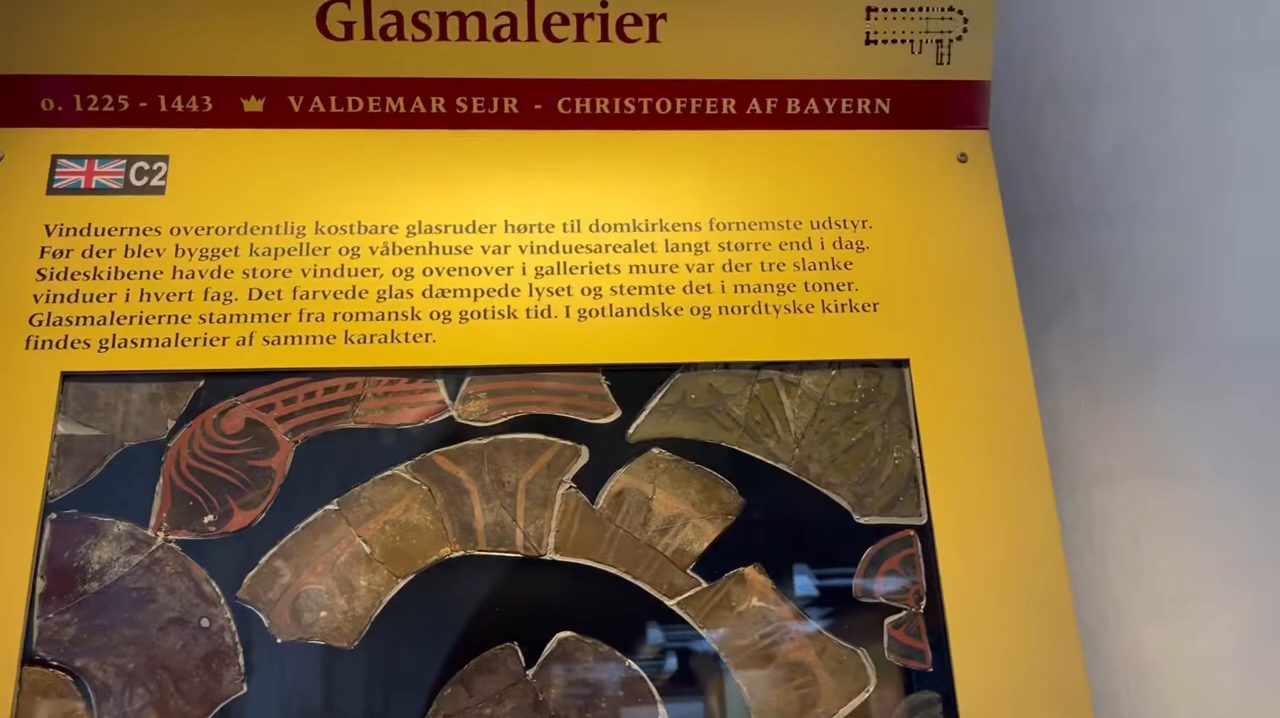 Glasmalerier
o. 1225 - 1443 VALDEMAR SEJR - CHRISTOFFER AF BAYERN
C2
Vinduernes overordentlig kostbare glasruder hørte til domkirkens fornemste udstyr.
Før der blev bygget kapeller og våbenhuse var vinduesarealet langt større end i dag.
Sideskibene havde store vinduer, og ovenover i galleriets mure var der tre slanke
vinduer i hvert fag. Det farvede glas dæmpede lyset og stemte det i mange toner.
Glasmalerierne stammer fra romansk og gotisk tid. I gotlandske og nordtyske kirker
findes glasmalerier af samme karakter.